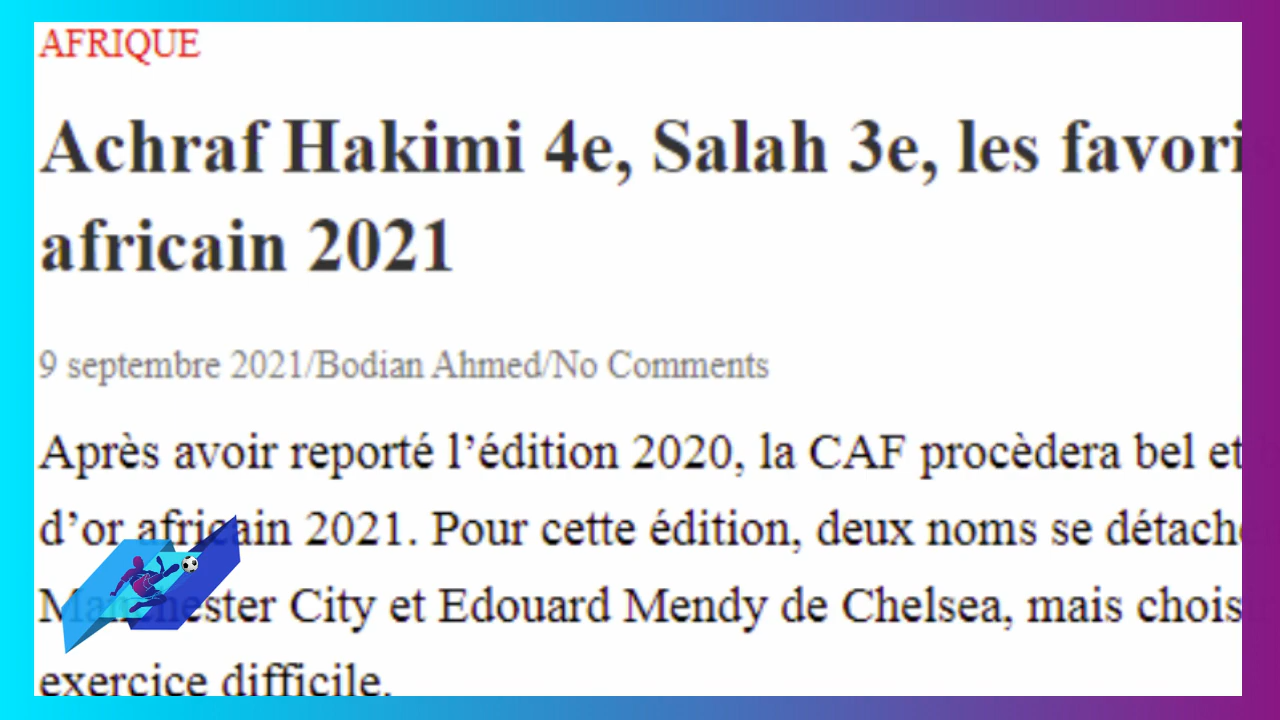 AFRIQUE
Achraf Hakimi 4e, Salah 3e, les favori
africain 2021
9 septembre 2021/Bodian Ahmed/No Comments
Après avoir reporté l’édition 2020, la CAF procèdera bel et
d’or africain 2021. Pour cette édition, deux noms se détach
Manchester City et Edouard Mendy de Chelsea, mais chois
exercice difficile.